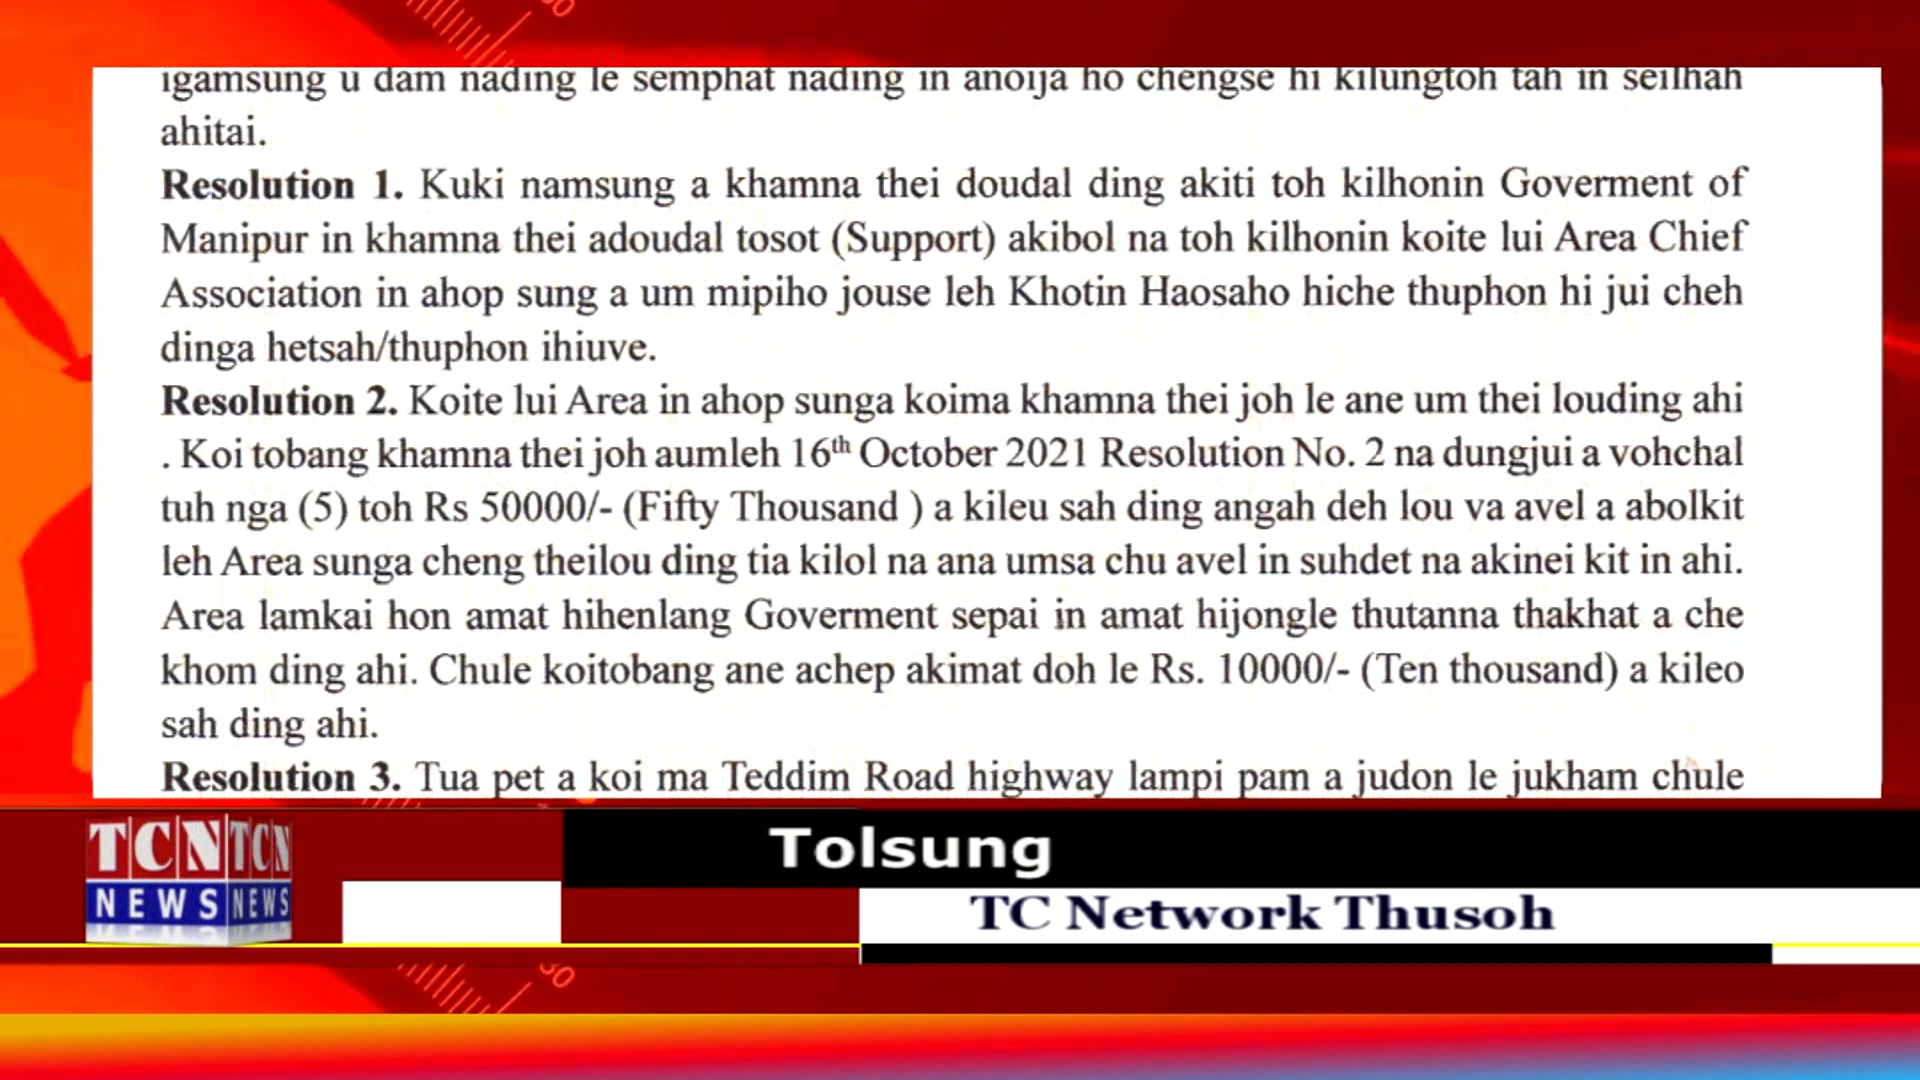 igamsung u dam nading le semphat nading in anoija ho chengse hi kilungtoh tah in seilhah
ahitai.
Resolution 1. Kuki namsung a khamna thei doudal ding akiti toh kilhonin Goverment of
Manipur in khamna thei adoudal tosot (Support) akibol na toh kilhonin koite lui Area Chief
Association in ahop sung a um mipiho jouse leh Khotin Haosaho hiche thuphon hi jui cheh
dinga hetsah/thuphon ihiuve.
Resolution 2. Koite lui Area in ahop sunga koima khamna thei joh le ane um thei louding ahi
. Koi tobang khamna thei joh aumleh 16th October 2021 Resolution No. 2 na dungjui a vohchal
tuh nga (5) toh Rs 50000/- (Fifty Thousand ) a kileu sah ding angah deh lou va avel a abolkit
leh Area sunga cheng theilou ding tia kilol na ana umsa chu avel in suhdet na akinei kit in ahi.
Area lamkai hon amat hihenlang Goverment sepai in amat hijongle thutanna thakhat a che
khom ding ahi. Chule koitobang ane achep akimat doh le Rs. 10000/- (Ten thousand) a kileo
sah ding ahi.
Resolution 3. Tua pet a koi ma Teddim Road highway lampi pam a judon le jukham chule
TCN TCN
NEWS NEWS
Tolsung
TC Network Thusoh